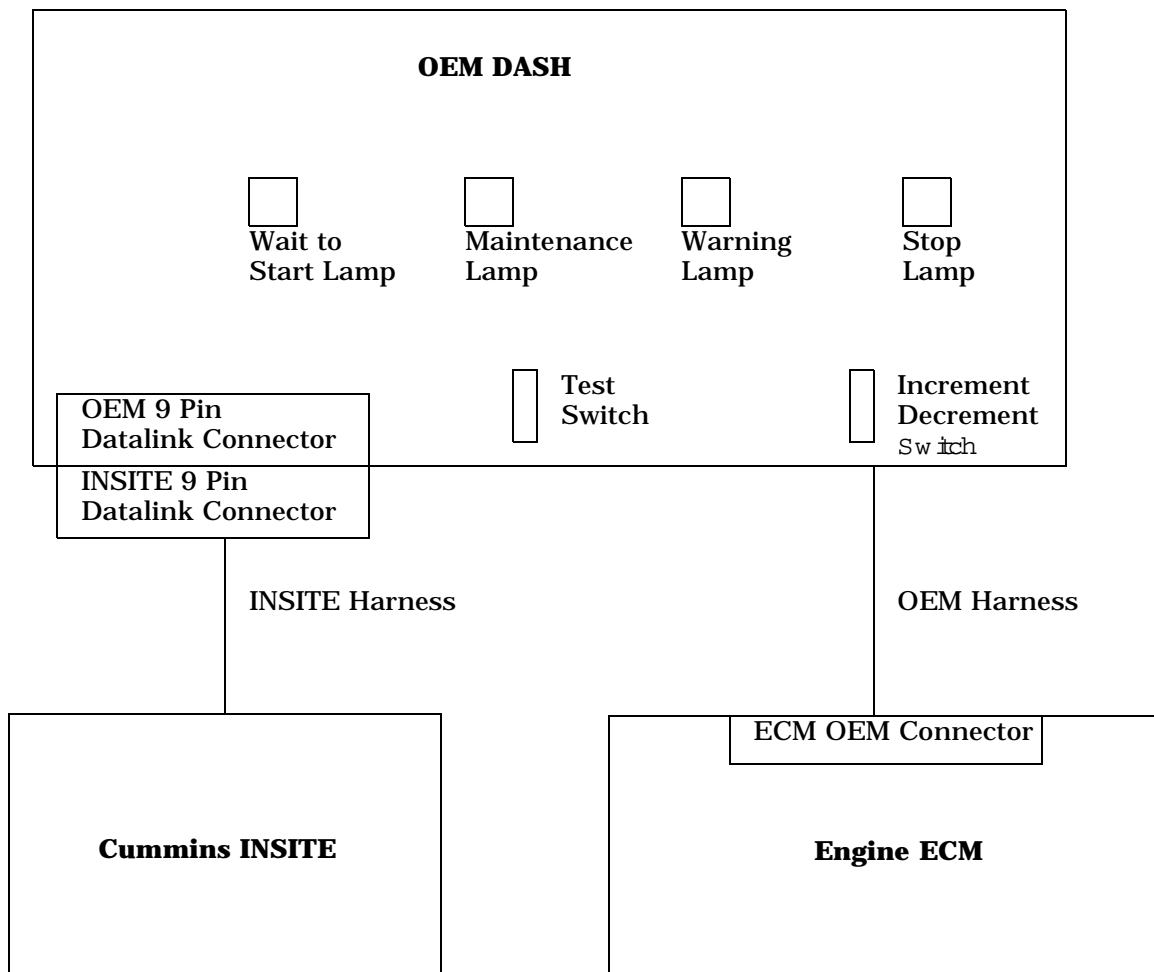 OEM DASH
Wait to
Start Lamp
Maintenance
Lamp
Warning
Lamp
Stop
Lamp
Test
Switch
Increment
Decrement
Switch
OEM 9 Pin
Datalink Connector
INSITE 9 Pin
Datalink Connector
INSITE Harness
OEM Harness
ECM OEM Connector
Cummins INSITE
Engine ECM